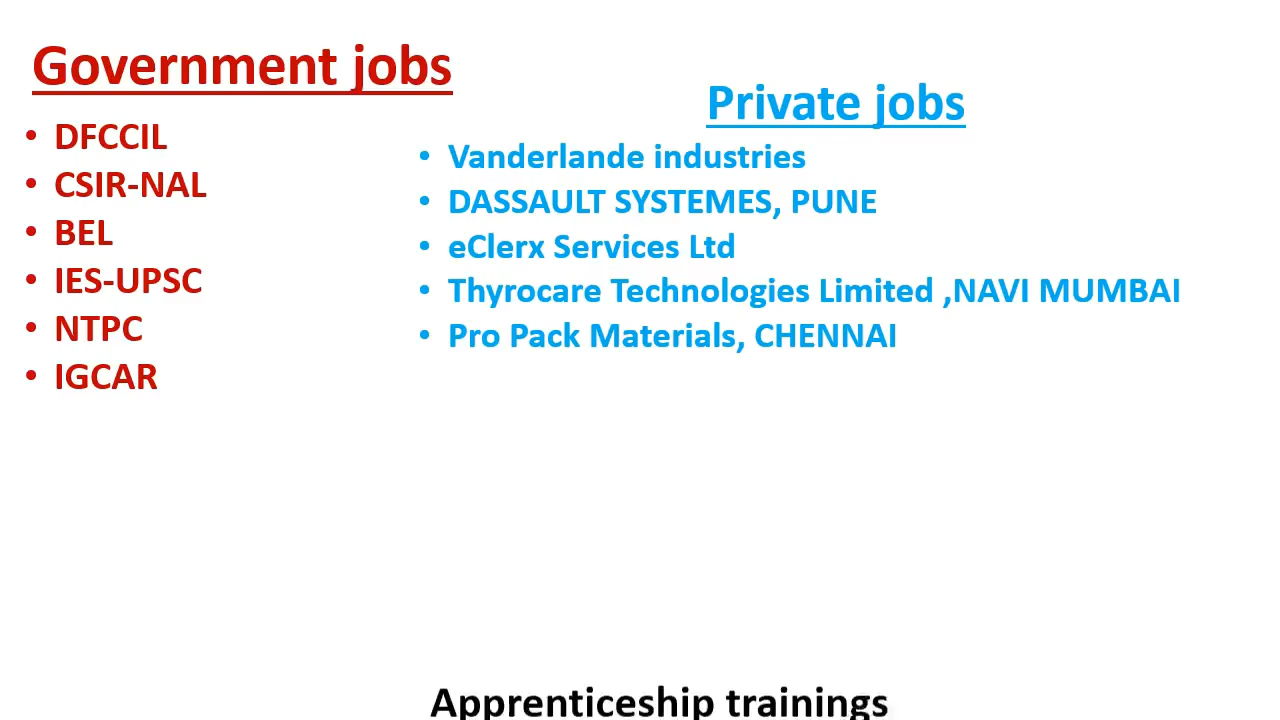 Government jobs
• DFCCIL
• CSIR-NAL
• BEL
• IES-UPSC
• NTPC
• IGCAR
Private jobs
• Vanderlande industries
• DASSAULT SYSTEMES, PUNE
• eClerx Services Ltd
• Thyrocare Technologies Limited ,NAVI MUMBAI
• Pro Pack Materials, CHENNAI
Apprenticeship trainings